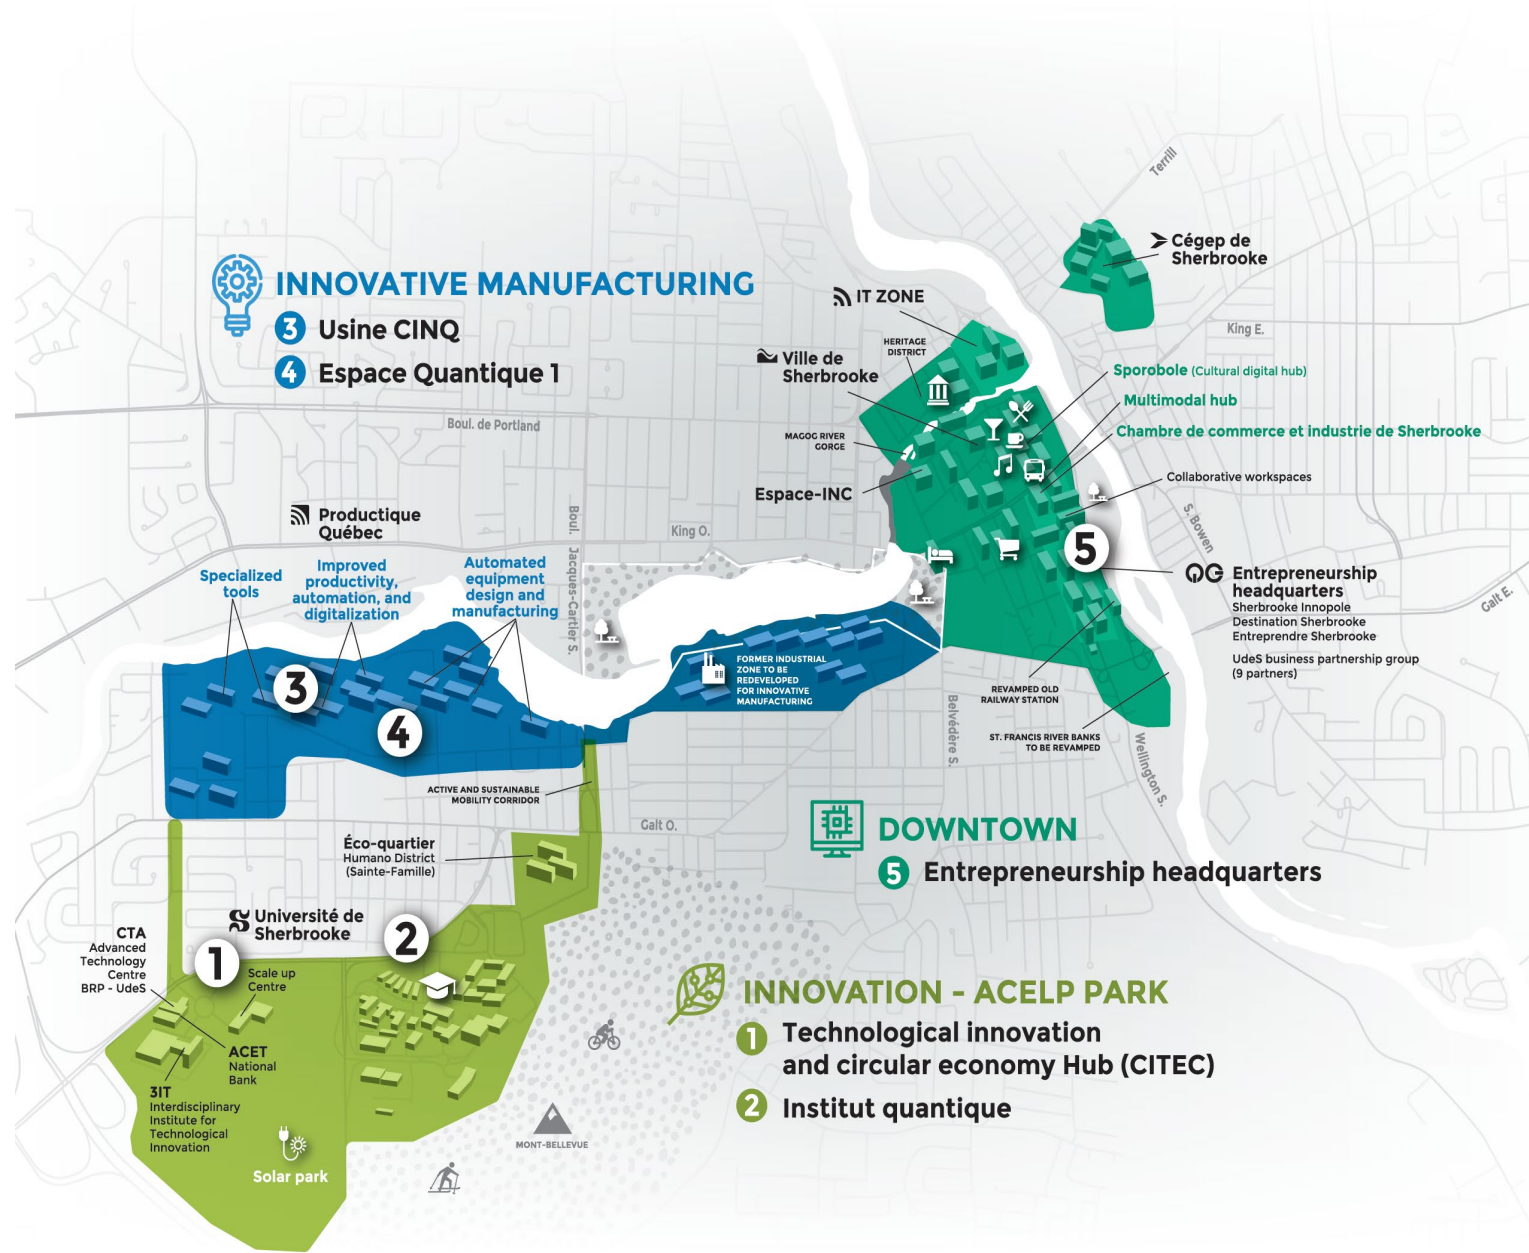 Terrill
Cégep de
Sherbrooke
King E.
INNOVATIVE MANUFACTURING
3 Usine CINQ
4 Espace Quantique 1
IT ZONE
HERITAGE
DISTRICT
Ville de
Sherbrooke
Sporobole (Cultural digital hub)
Multimodal hub
Chambre de commerce et industrie de Sherbrooke
Boul. de Portland
MAGOG RIVER
GORGE
Espace-INC
Collaborative workspaces
S. Bowen
Productique
Québec
King O.
Boul. Jacques-Cartier S.
5
Entrepreneurship
headquarters
Sherbrooke Innopole
Destination Sherbrooke
Entreprendre Sherbrooke
UdeS business partnership group
(9 partners)
Galt E.
Specialized
tools
Improved
productivity,
automation, and
digitalization
Automated
equipment
design and
manufacturing
3
4
FORMER INDUSTRIAL
ZONE TO BE
REDEVELOPED
FOR INNOVATIVE
MANUFACTURING
REVAMPED OLD
RAILWAY STATION
Belvédère S.
ST. FRANCIS RIVER BANKS
TO BE REVAMPED
Wellington S.
ACTIVE AND SUSTAINABLE
MOBILITY CORRIDOR
Galt O.
DOWNTOWN
5 Entrepreneurship headquarters
Éco-quartier
Humano District
(Sainte-Famille)
Université de
Sherbrooke
CTA
Advanced
Technology
Centre
BRP - UdeS
1
2
Scale up
Centre
ACET
National
Bank
3IT
Interdisciplinary
Institute for
Technological
Innovation
Solar park
MONT-BELLEVUE
INNOVATION - ACELP PARK
1 Technological innovation
and circular economy Hub (CITEC)
2 Institut quantique